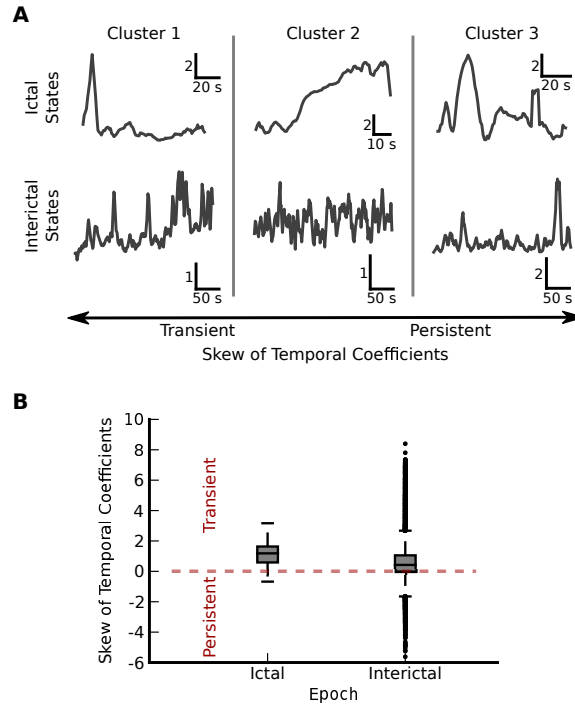 A
Cluster 1
Cluster 2
Cluster 3
Ictal
States
2
20 s
2
10 s
2
20 s
Interictal
States
1
50 s
1
50 s
2
50 s
Transient
Persistent
Skew of Temporal Coefficients
B
Skew of Temporal Coefficients
10
8
6
4
2
0
-2
-4
-6
Transient
Persistent
Ictal
Interictal
Epoch